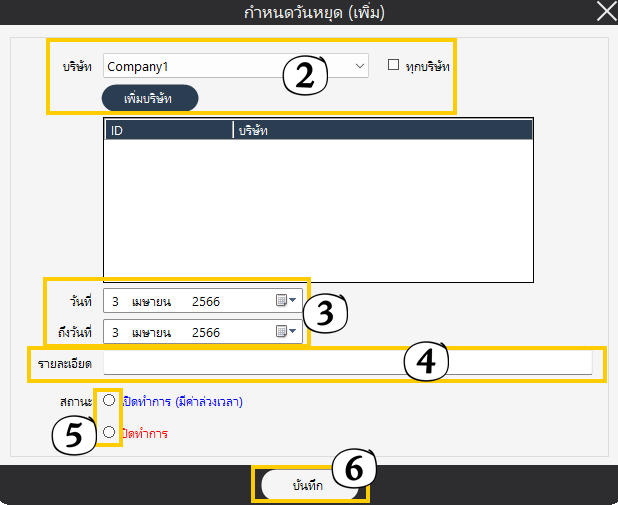 กำหนดวันหยุด (เพิ่ม)
บริษัท Company1 2 ทุกบริษัท
เพิ่มบริษัท
ID บริษัท
วันที่ 3 เมษายน 2566 3
ถึงวันที่ 3 เมษายน 2566
รายละเอียด 4
สถานะ เปิดทำการ (มีค่าล่วงเวลา)
5 ปิดทำการ
บันทึก 6